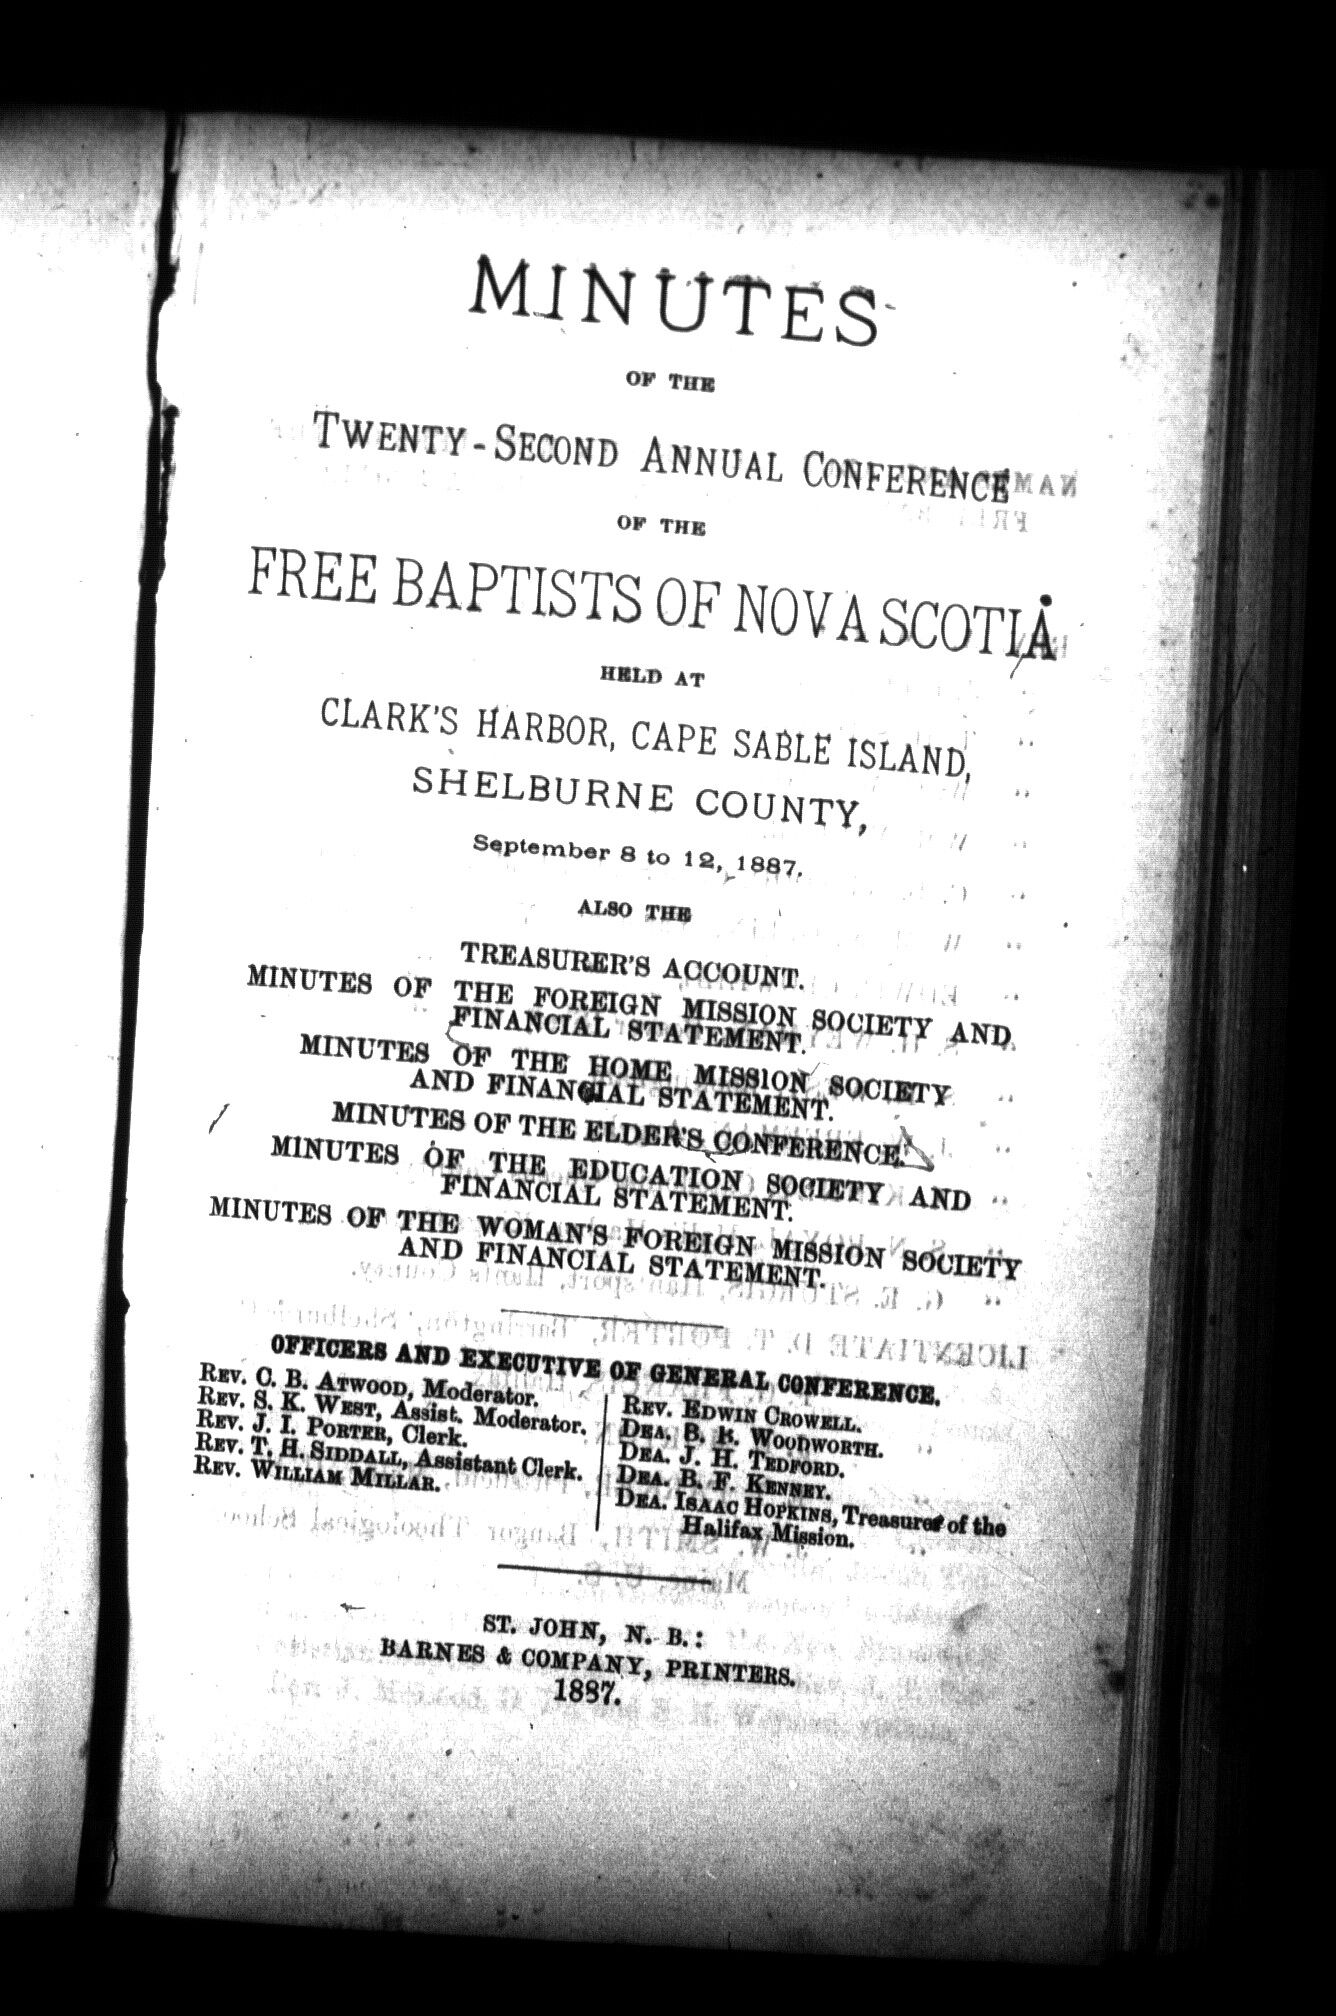 MINUTES
OF THE
TWENTY-SECOND ANNUAL CONFERENCE
OF THE
FREE BAPTISTS OF NOVA SCOTIA
HELD AT
CLARK'S HARBOR, CAPE SABLE ISLAND,
SHELBURNE COUNTY,
September 8 to 12, 1887.
ALSO THE
TREASURER'S ACCOUNT.
MINUTES OF THE FOREIGN MISSION SOCIETY AND
FINANCIAL STATEMENT.
MINUTES OF THE HOME MISSION SOCIETY
AND FINANCIAL STATEMENT.
MINUTES OF THE ELDER'S CONFERENCE.
MINUTES OF THE EDUCATION SOCIETY AND
FINANCIAL STATEMENT.
MINUTES OF THE WOMAN'S FOREIGN MISSION SOCIETY
AND FINANCIAL STATEMENT.
OFFICERS AND EXECUTIVE OF GENERAL CONFERENCE.
REV. C. B. ATWOOD, Moderator.
REV. S. K. WEST, Assist. Moderator.
REV. J. I. PORTER, Clerk.
REV. T. H. SIDDALL, Assistant Clerk.
REV. WILLIAM MILLAR.
REV. EDWIN CROWELL.
DEA. B. R. WOODWORTH.
DEA. J. H. TEDFORD.
DEA. B. F. KENNEY.
DEA. ISAAC HOPKINS, Treasurer of the
Halifax Mission.
ST. JOHN, N. B.:
BARNES & COMPANY, PRINTERS.
1887.